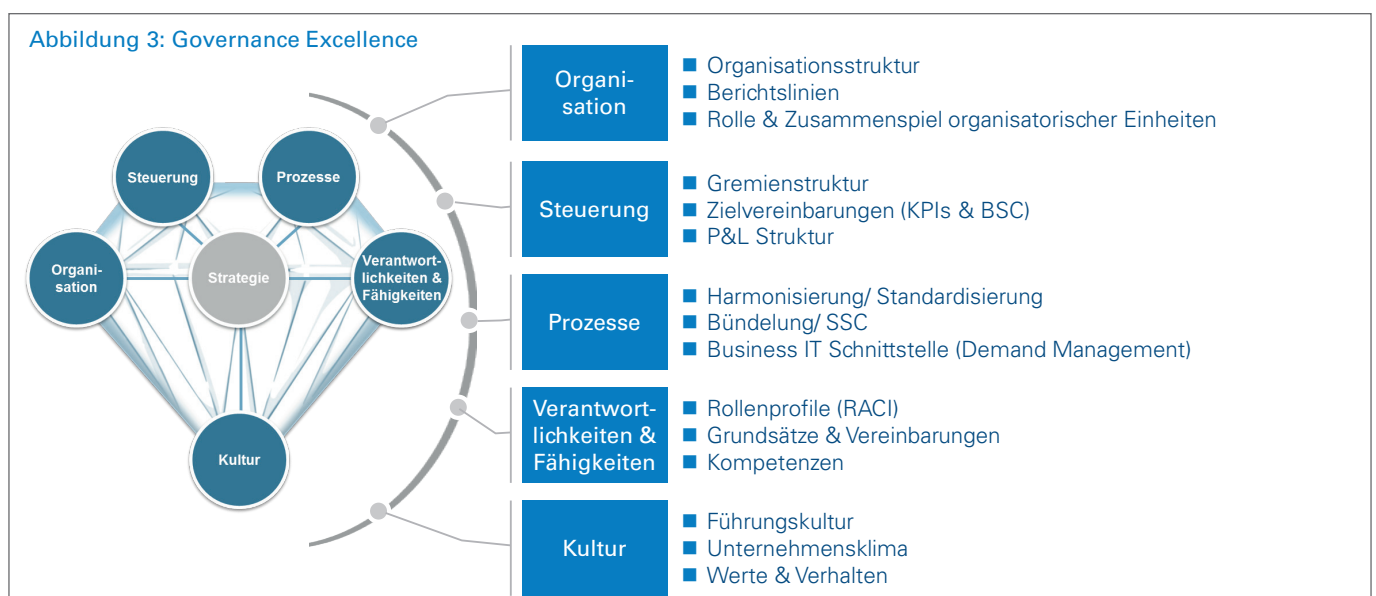 Abbildung 3: Governance Excellence
Steuerung
Prozesse
Organi-
sation
Strategie
Verantwort-
lichkeiten &
Fähigkeiten
Kultur
Organi-
sation
■ Organisationsstruktur
■ Berichtslinien
■ Rolle & Zusammenspiel organisatorischer Einheiten
Steuerung
■ Gremienstruktur
■ Zielvereinbarungen (KPIs & BSC)
■ P&L Struktur
Prozesse
■ Harmonisierung/ Standardisierung
■ Bündelung/ SSC
■ Business IT Schnittstelle (Demand Management)
Verantwort-
lichkeiten &
Fähigkeiten
■ Rollenprofile (RACI)
■ Grundsätze & Vereinbarungen
■ Kompetenzen
Kultur
■ Führungskultur
■ Unternehmensklima
■ Werte & Verhalten